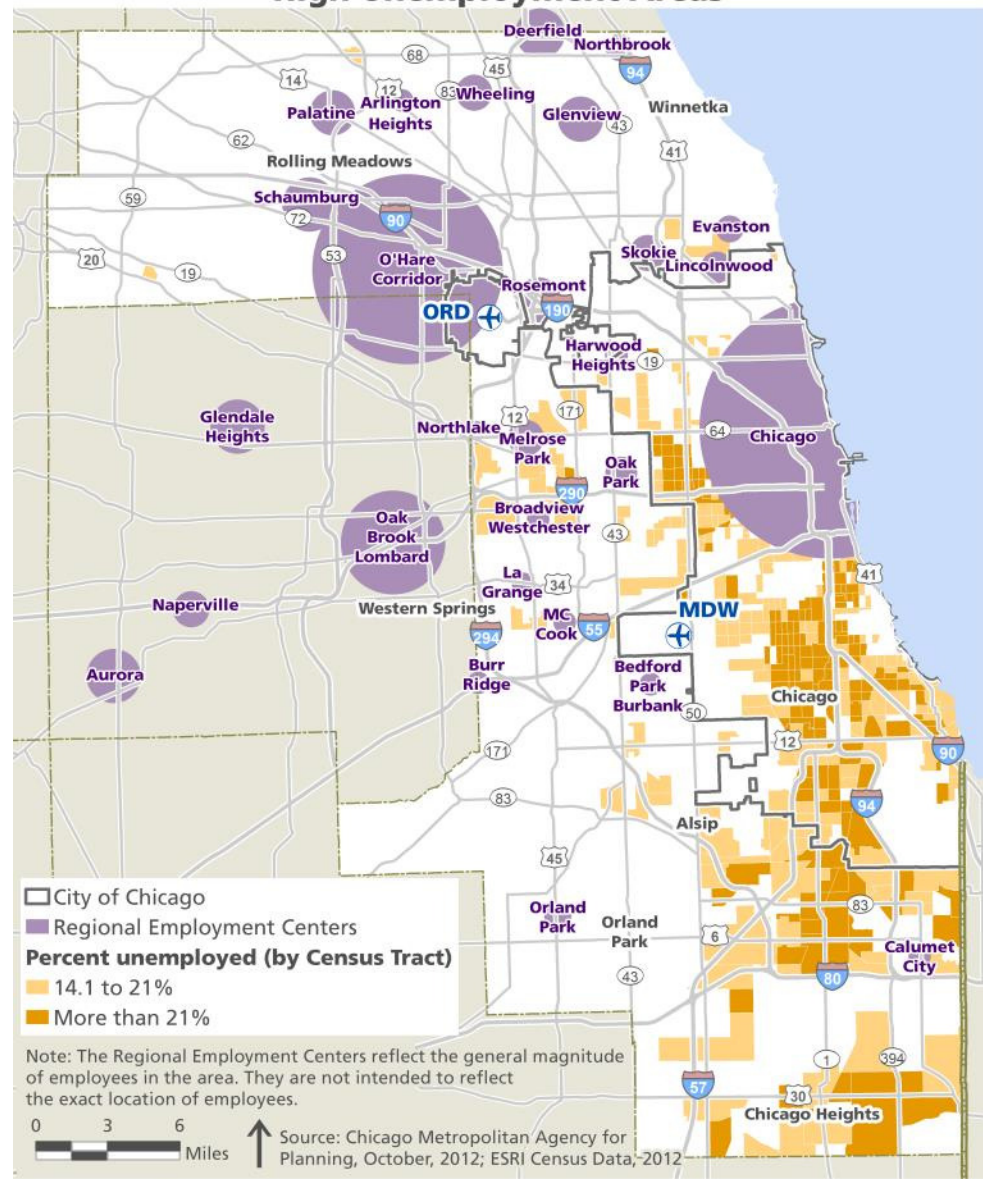 High Unemployment Areas
Deerfield
Northbrook
68
45
94
14
12
83
Wheeling
Palatine
Arlington
Heights
Glenview
43
Winnetka
62
41
Rolling Meadows
59
Schaumburg
72
90
Evanston
20
53
19
O'Hare
Corridor
Skokie
Lincolnwood
Rosemont
ORD
190
Harwood
Heights
19
Glendale
Heights
12
171
Northlake
Melrose
Park
64
Chicago
Oak
Park
290
Oak
Brook
Lombard
Broadview
Westchester
43
41
La
Grange
34
Naperville
Western Springs
MC
Cook
55
MDW
294
Aurora
Burr
Ridge
Bedford
Park
Burbank
50
Chicago
171
12
90
83
94
Alsip
45
83
Orland
Park
Orland
Park
6
Calumet
City
43
80
1
394
57
30
Chicago Heights
City of Chicago
Regional Employment Centers
Percent unemployed (by Census Tract)
14.1 to 21%
More than 21%
Note: The Regional Employment Centers reflect the general magnitude
of employees in the area. They are not intended to reflect
the exact location of employees.
0 3 6
Miles
Source: Chicago Metropolitan Agency for
Planning, October, 2012; ESRI Census Data, 2012